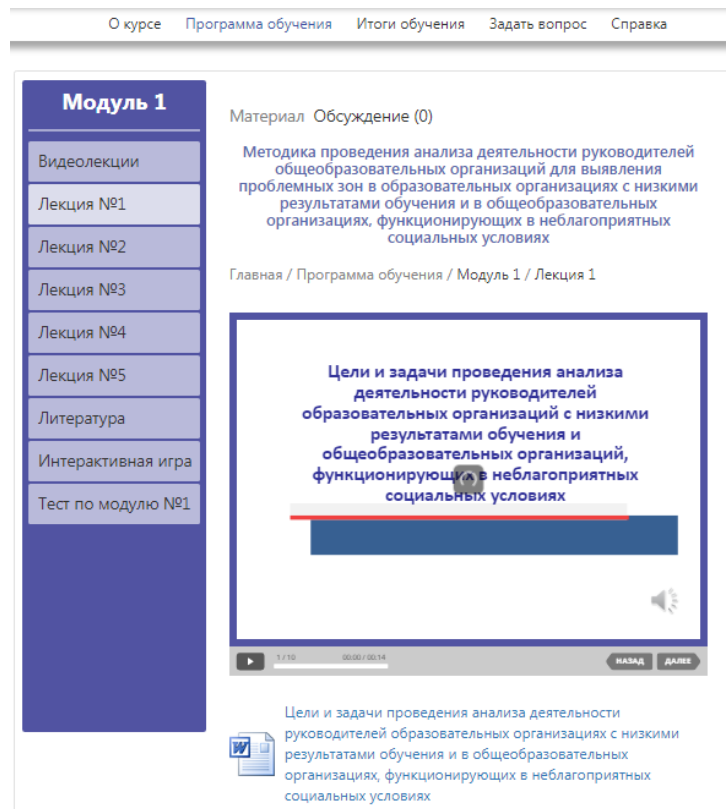 О курсе Программа обучения Итоги обучения Задать вопрос Справка
Модуль 1
Видеолекции
Лекция №1
Лекция №2
Лекция №3
Лекция №4
Лекция №5
Литература
Интерактивная игра
Тест по модулю №1
Материал Обсуждение (0)
Методика проведения анализа деятельности руководителей
общеобразовательных организаций для выявления
проблемных зон в образовательных организациях с низкими
результатами обучения и в общеобразовательных
организациях, функционирующих в неблагоприятных
социальных условиях
Главная / Программа обучения / Модуль 1 / Лекция 1
Цели и задачи проведения анализа
деятельности руководителей
образовательных организаций с низкими
результатами обучения и
общеобразовательных организаций,
функционирующих в неблагоприятных
социальных условиях
1 / 10 00:00 / 00:14
НАЗАД ДАЛЕЕ
Цели и задачи проведения анализа деятельности
руководителей образовательных организациях с низкими
результатами обучения и в общеобразовательных
организациях, функционирующих в неблагоприятных
социальных условиях